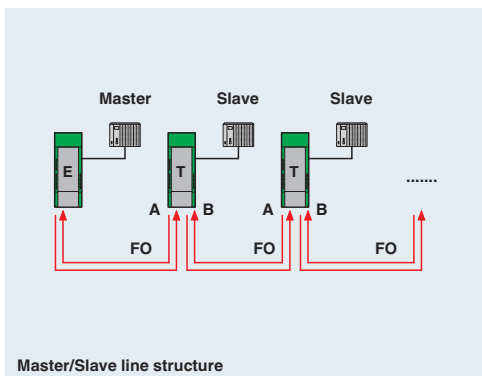 Master Slave Slave
E T T .......
A B A B
FO FO FO
Master/Slave line structure